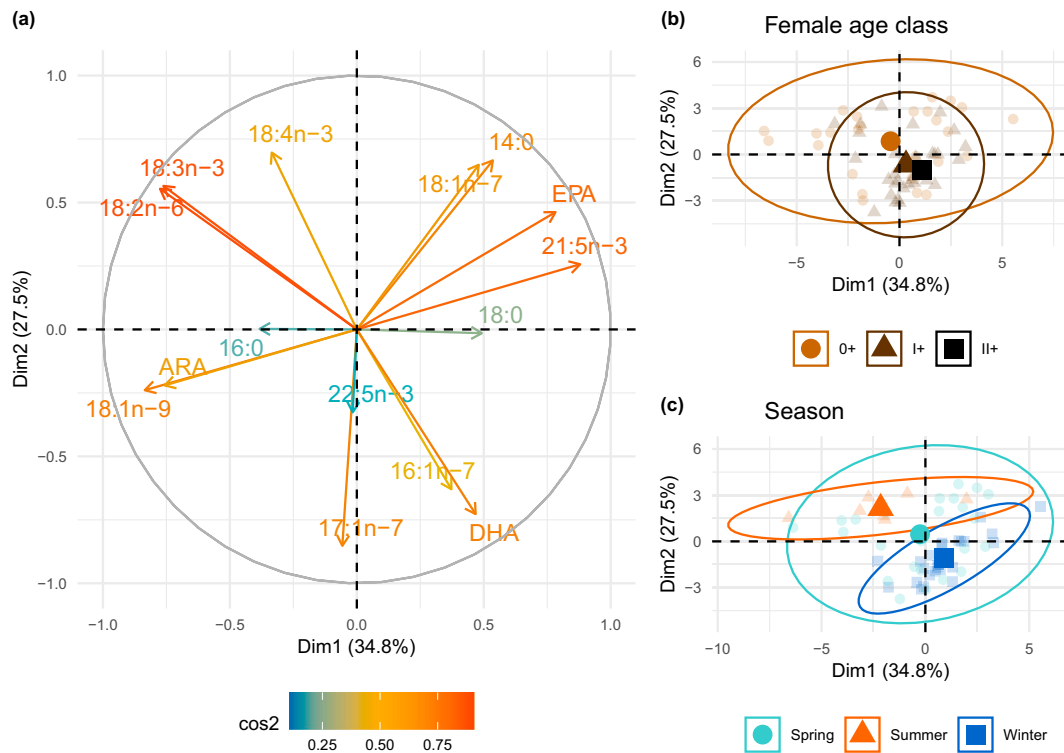 (a)
1.0
0.5
0.0
−0.5
−1.0
Dim2 (27.5%)
18:4n−3
14:0
18:3n−3
18:1n−7
18:2n−6
EPA
21:5n−3
18:0
16:0
ARA
18:1n−9
22:5n−3
16:1n−7
17:1n−7
DHA
−1.0 −0.5 0.0 0.5 1.0
Dim1 (34.8%)
cos2
0.25 0.50 0.75
(b) Female age class
6
3
0
−3
Dim2 (27.5%)
−5 0 5
Dim1 (34.8%)
0+ I+ II+
(c) Season
6
3
0
−3
Dim2 (27.5%)
−10 −5 0 5
Dim1 (34.8%)
Spring Summer Winter